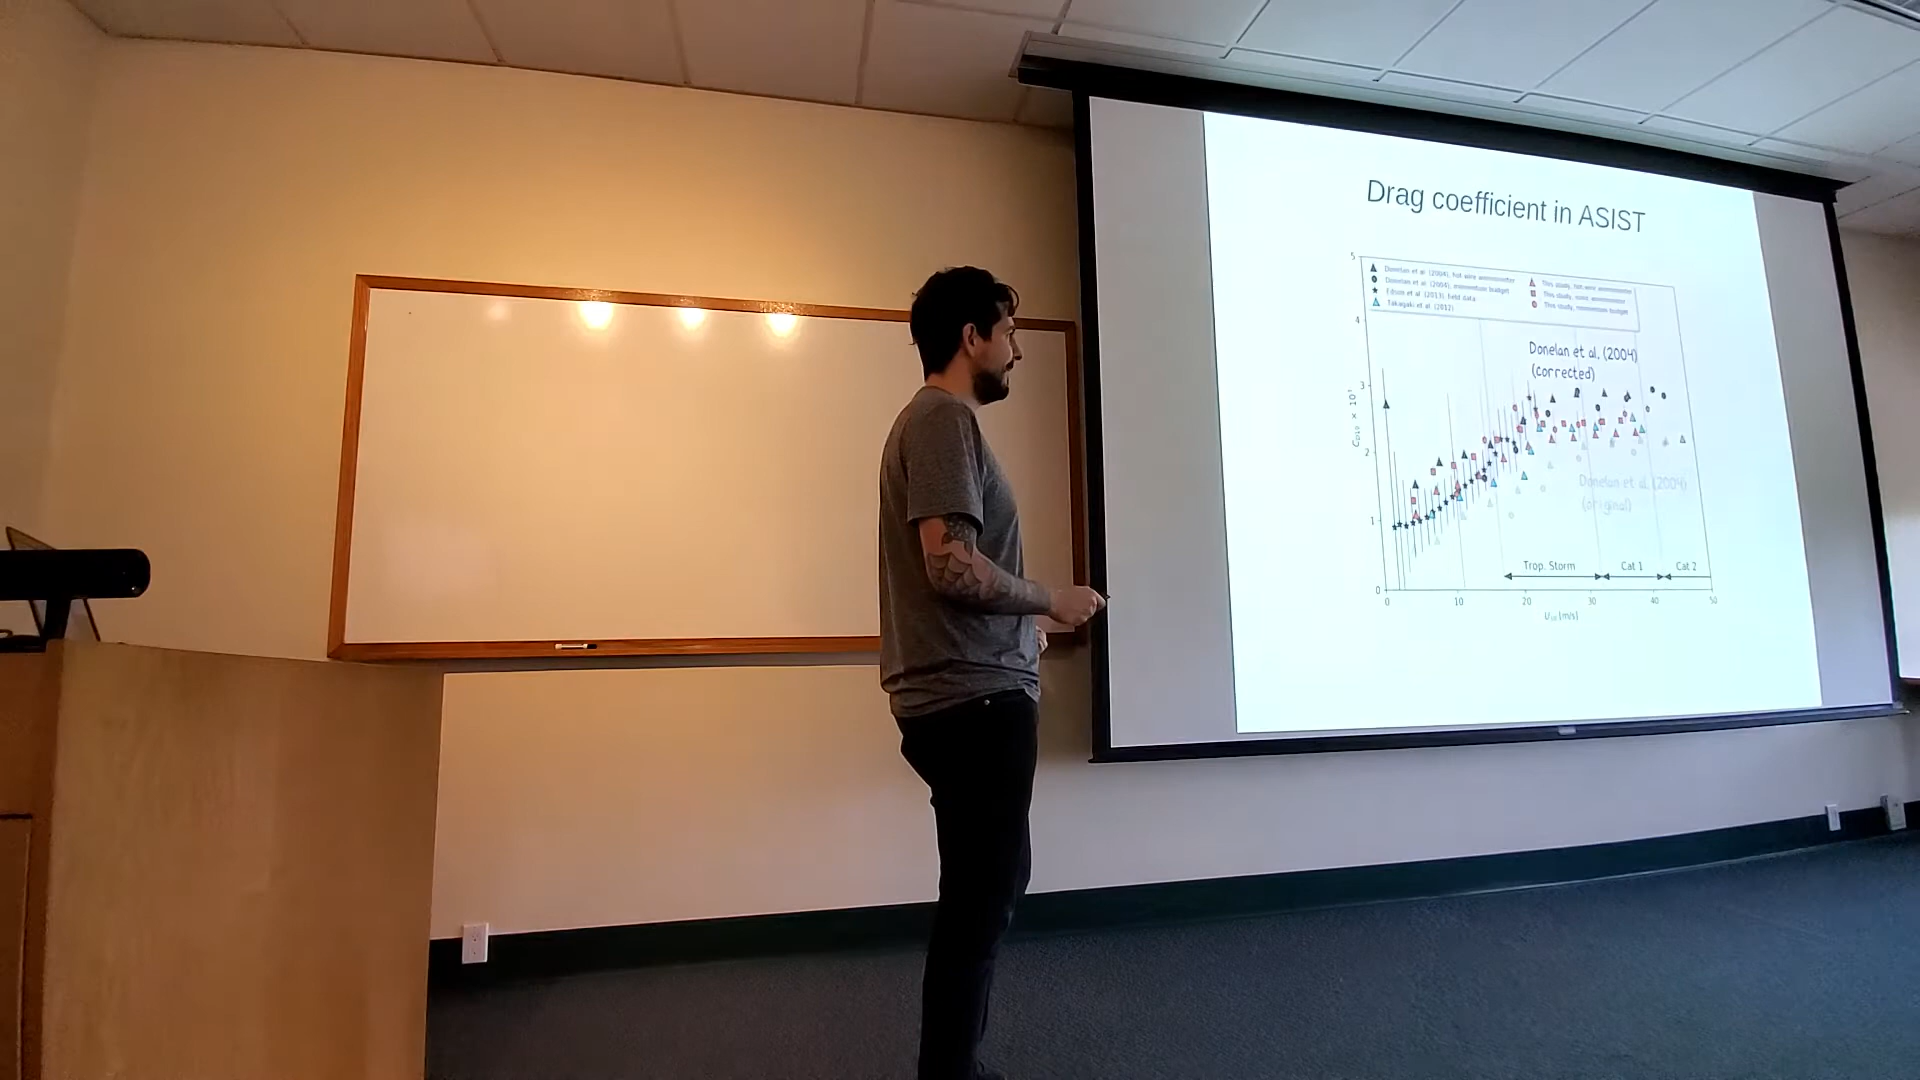 Drag coefficient in ASIST
Donelan et al. (2004), hot wire anemometer
Donelan et al. (2004), momentum budget
Edson et al. (2013), field data
Takagaki et al. (2012)
This study, hot wire anemometer
This study, sonic anemometer
This study, momentum budget
Donelan et al. (2004)
(corrected)
Donelan et al. (2004)
(original)
Trop. Storm
Cat 1
Cat 2
5
4
3
2
1
0
0 10 20 30 40 50
U₁₀ (m/s)